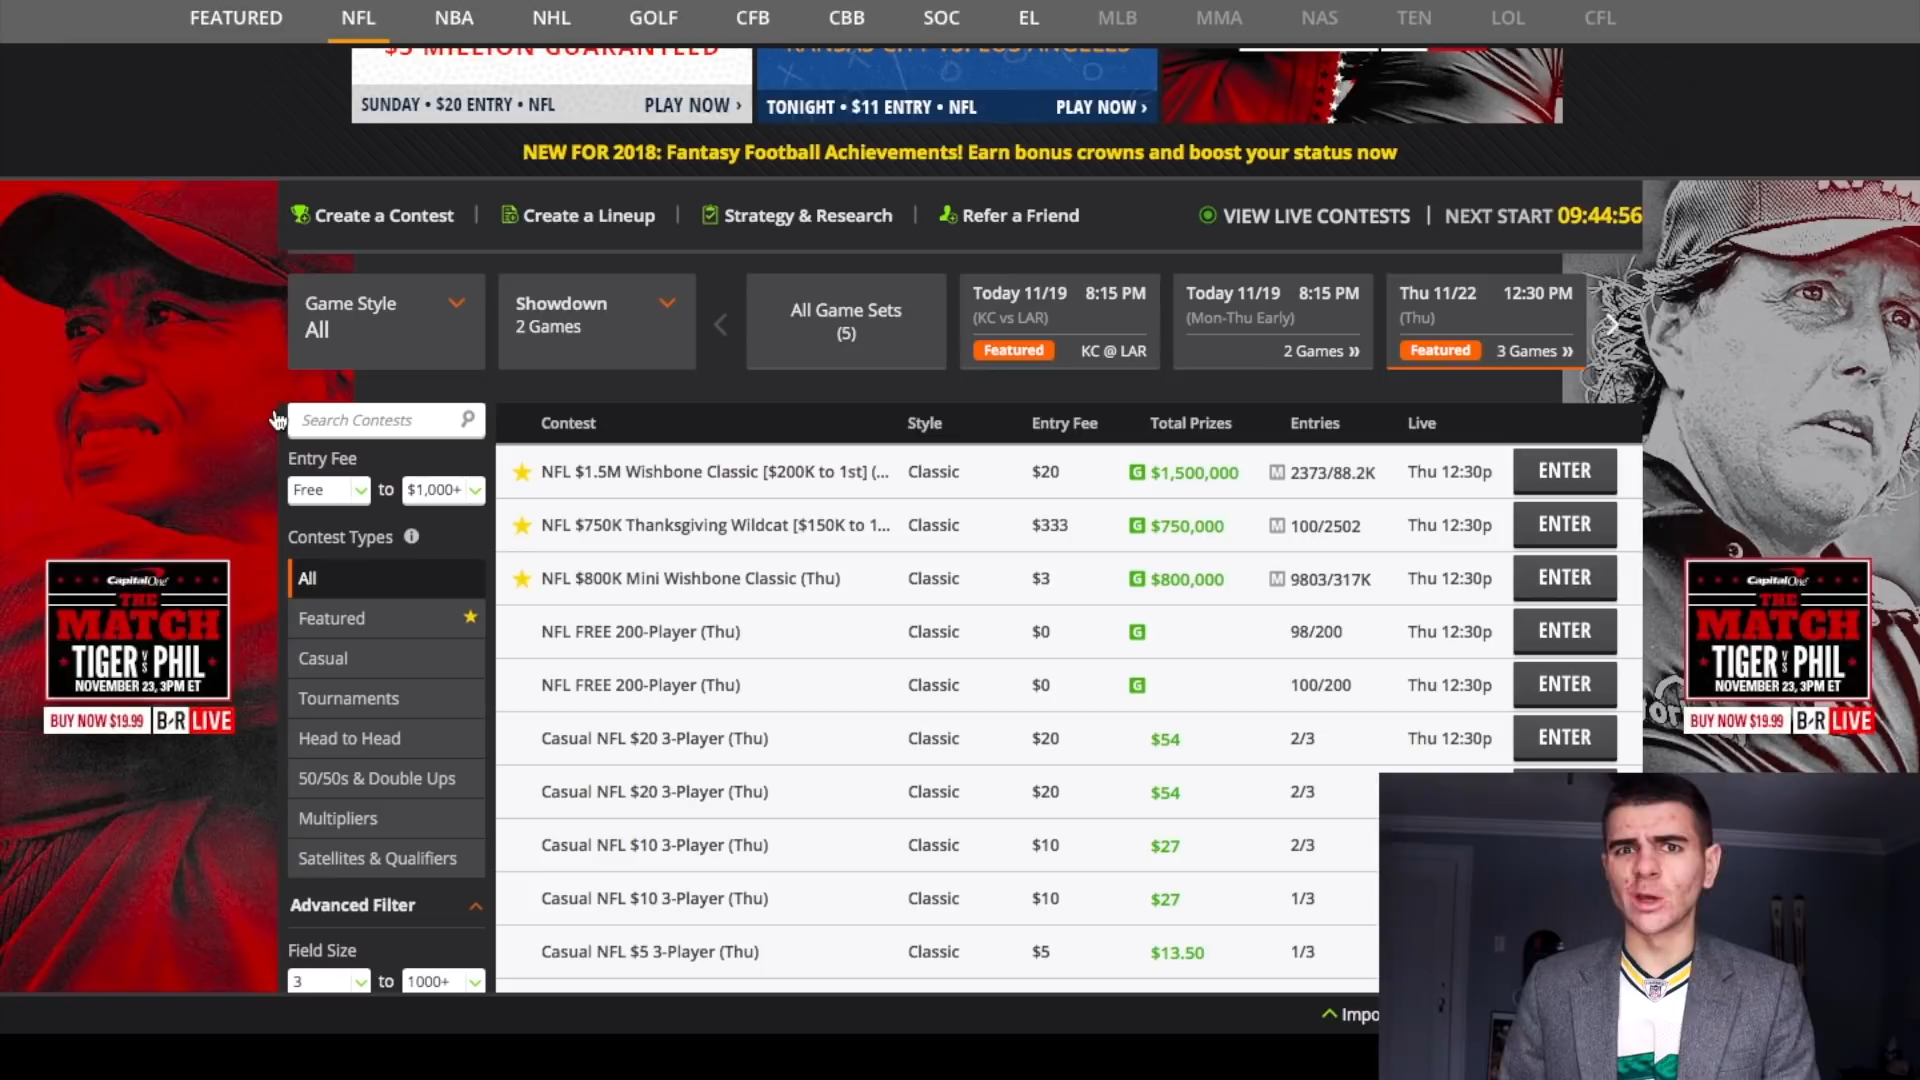 FEATURED NFL NBA NHL GOLF CFB CBB SOC EL MLB MMA NAS TEN LOL CFL
$5 MILLION GUARANTEED
KANSAS CITY VS. LOS ANGELES
SUNDAY • $20 ENTRY • NFL PLAY NOW ›
TONIGHT • $11 ENTRY • NFL PLAY NOW ›
NEW FOR 2018: Fantasy Football Achievements! Earn bonus crowns and boost your status now
Create a Contest | Create a Lineup | Strategy & Research | Refer a Friend
VIEW LIVE CONTESTS | NEXT START 09:44:56
Game Style
All
Showdown
2 Games
All Game Sets
(5)
Today 11/19 8:15 PM
(KC vs LAR)
Featured KC @ LAR
Today 11/19 8:15 PM
(Mon-Thu Early)
2 Games »
Thu 11/22 12:30 PM
(Thu)
Featured 3 Games »
Search Contests
Entry Fee
Free to $1,000+
Contest Types i
All
Featured
Casual
Tournaments
Head to Head
50/50s & Double Ups
Multipliers
Satellites & Qualifiers
Advanced Filter
Field Size
3 to 1000+
Contest Style Entry Fee Total Prizes Entries Live
NFL $1.5M Wishbone Classic [$200K to 1st] (... Classic $20 G $1,500,000 M 2373/88.2K Thu 12:30p ENTER
NFL $750K Thanksgiving Wildcat [$150K to 1... Classic $333 G $750,000 M 100/2502 Thu 12:30p ENTER
NFL $800K Mini Wishbone Classic (Thu) Classic $3 G $800,000 M 9803/317K Thu 12:30p ENTER
NFL FREE 200-Player (Thu) Classic $0 G 98/200 Thu 12:30p ENTER
NFL FREE 200-Player (Thu) Classic $0 G 100/200 Thu 12:30p ENTER
Casual NFL $20 3-Player (Thu) Classic $20 $54 2/3 Thu 12:30p ENTER
Casual NFL $20 3-Player (Thu) Classic $20 $54 2/3
Casual NFL $10 3-Player (Thu) Classic $10 $27 2/3
Casual NFL $10 3-Player (Thu) Classic $10 $27 1/3
Casual NFL $5 3-Player (Thu) Classic $5 $13.50 1/3
Impo
CapitalOne
THE
MATCH
TIGER VS PHIL
NOVEMBER 23, 3PM ET
BUY NOW $19.99 B/R LIVE
CapitalOne
THE
MATCH
TIGER VS PHIL
NOVEMBER 23, 3PM ET
BUY NOW $19.99 B/R LIVE